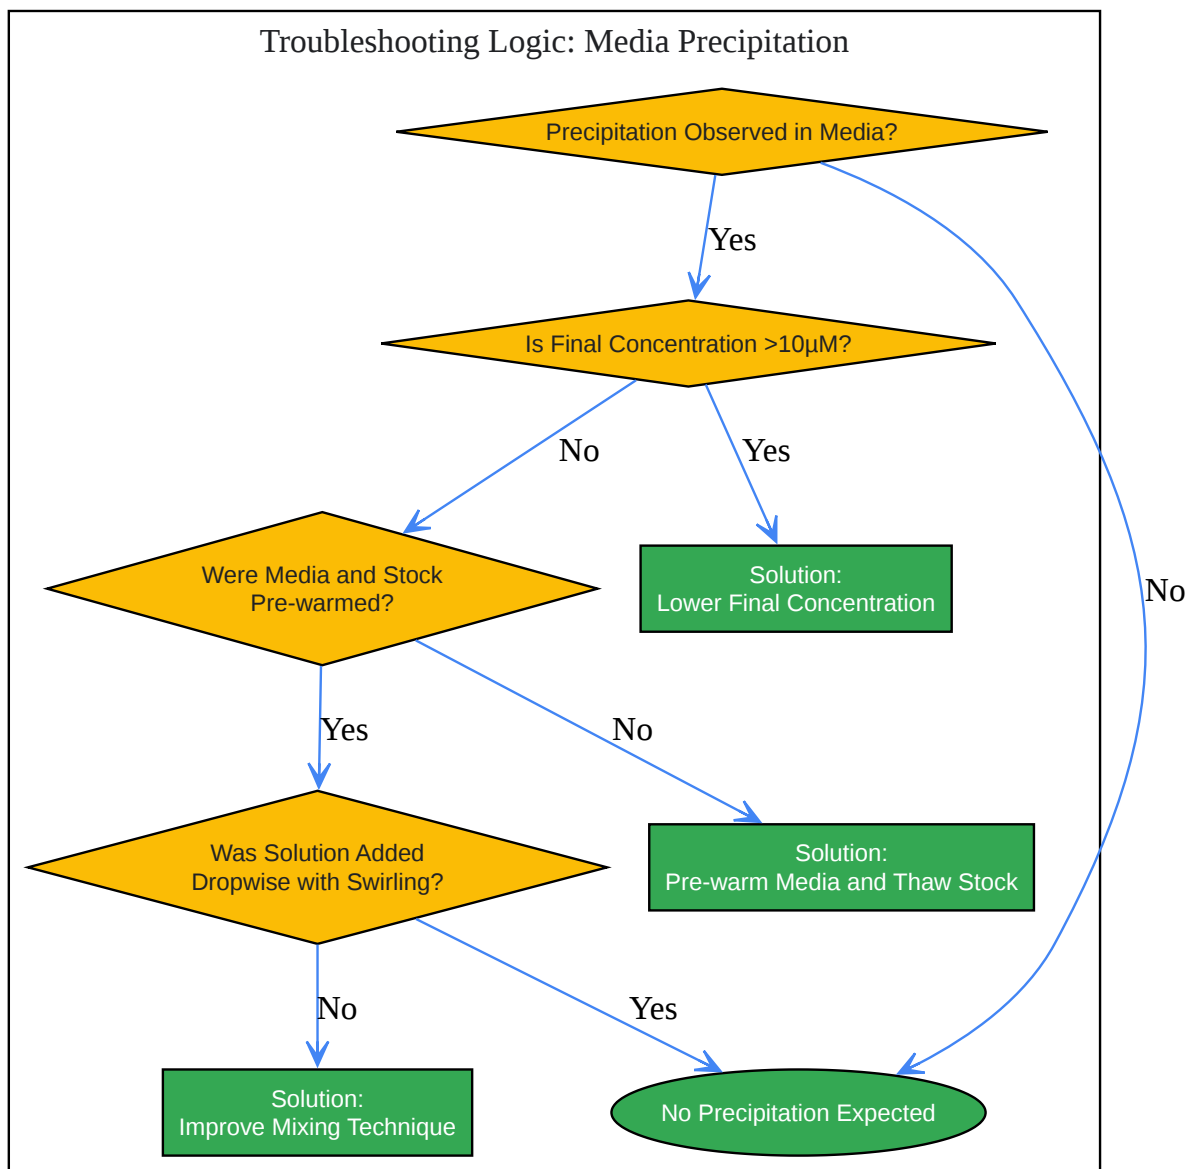 Troubleshooting Logic: Media Precipitation
Precipitation Observed in Media?
Yes
Is Final Concentration >10µM?
No
Yes
Were Media and Stock
Pre-warmed?
Solution:
Lower Final Concentration
No
Yes
No
Was Solution Added
Dropwise with Swirling?
Solution:
Pre-warm Media and Thaw Stock
No
Yes
Solution:
Improve Mixing Technique
No Precipitation Expected